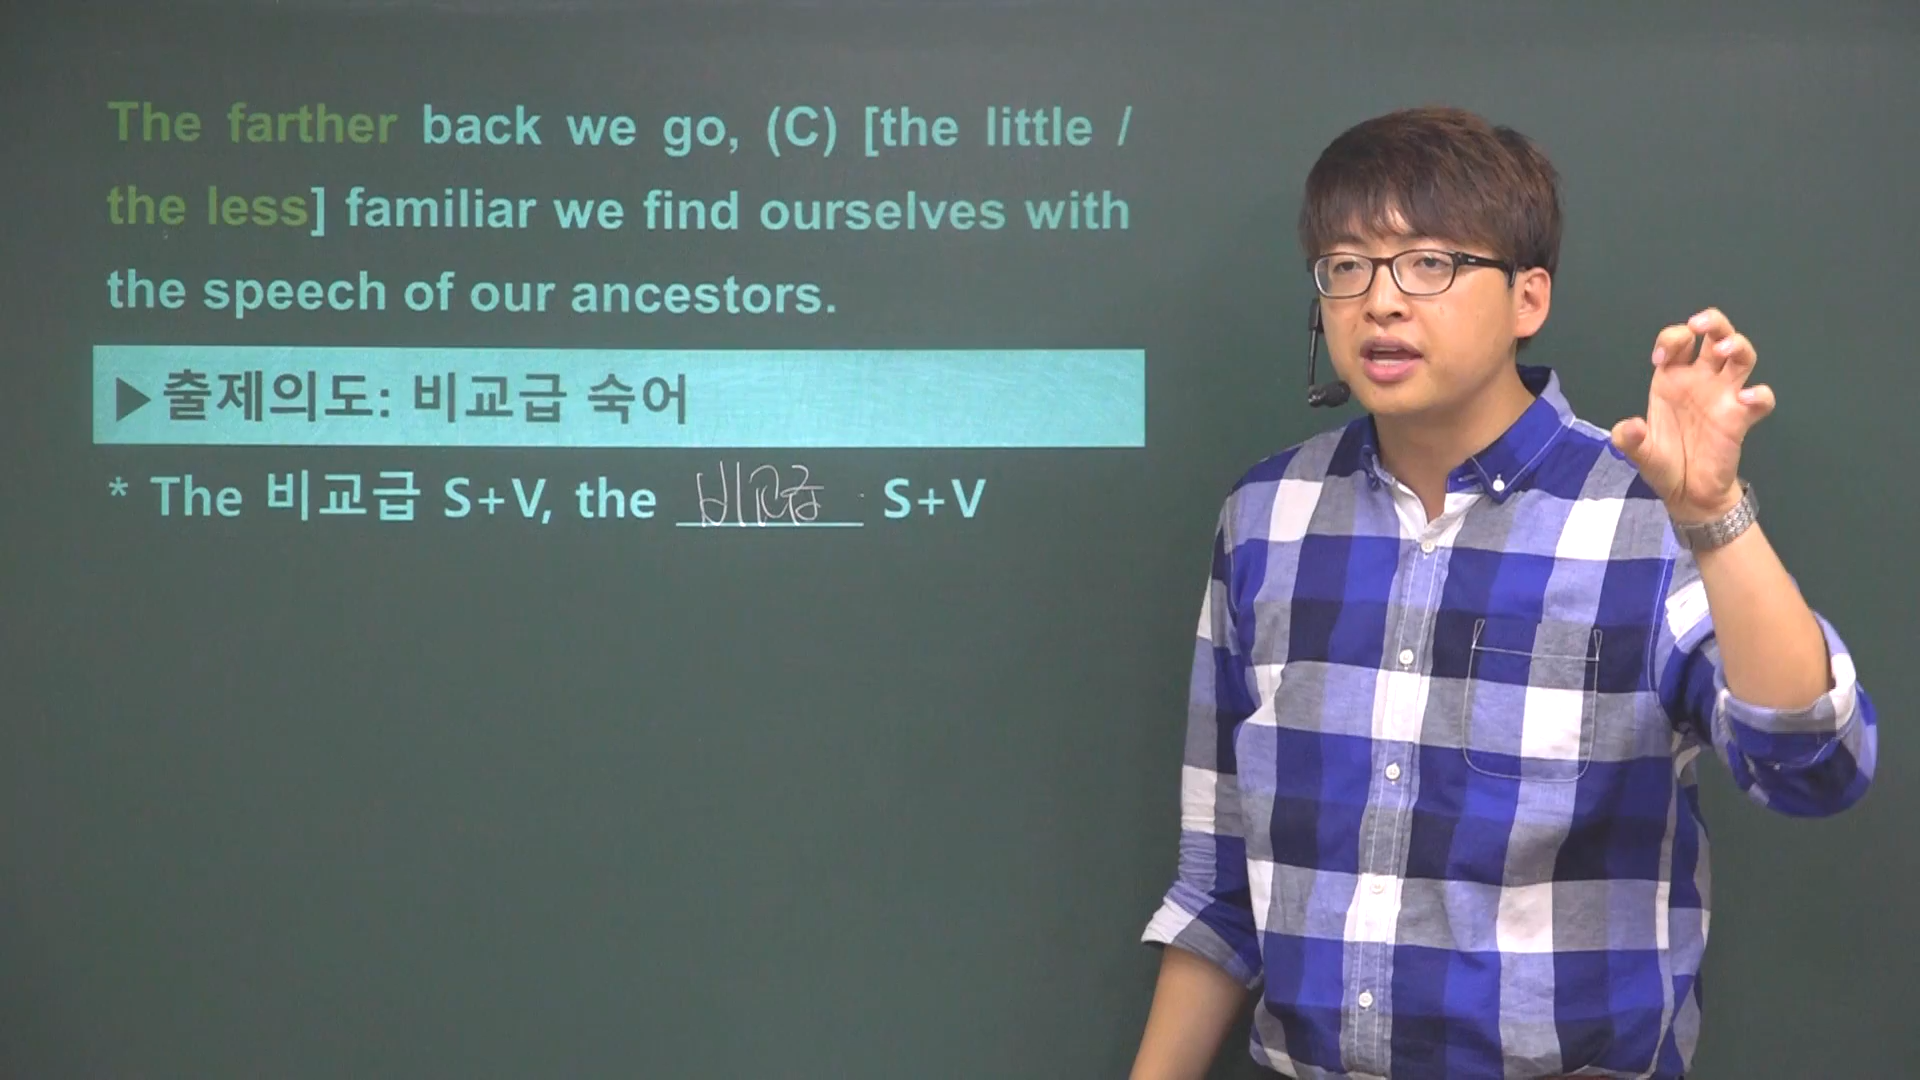 The farther back we go, (C) [the little /
the less] familiar we find ourselves with
the speech of our ancestors.
▶출제의도: 비교급 숙어
* The 비교급 S+V, the 비교급 S+V